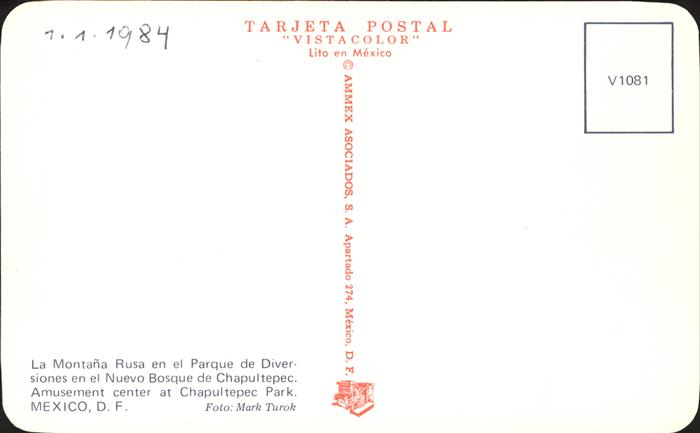 1.1.1984
TARJETA POSTAL
"VISTACOLOR"
Lito en México
V1081
© AMMEX ASOCIADOS, S. A. Apartado 274, México, D. F.
La Montaña Rusa en el Parque de Diver-
siones en el Nuevo Bosque de Chapultepec.
Amusement center at Chapultepec Park.
MEXICO, D. F. Foto: Mark Turok